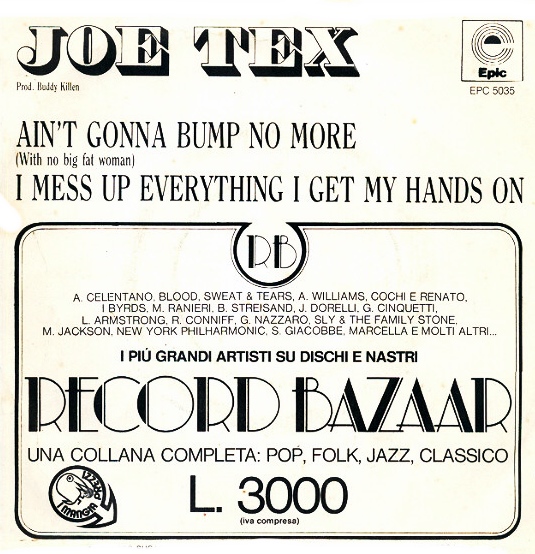 JOE TEX
Prod. Buddy Killen
Epic
EPC 5035
AIN'T GONNA BUMP NO MORE
(With no big fat woman)
I MESS UP EVERYTHING I GET MY HANDS ON
RB
A. CELENTANO, BLOOD, SWEAT & TEARS, A. WILLIAMS, COCHI E RENATO,
I BYRDS, M. RANIERI, B. STREISAND, J. DORELLI, G. CINQUETTI,
L. ARMSTRONG, R. CONNIFF, G. NAZZARO, SLY & THE FAMILY STONE,
M. JACKSON, NEW YORK PHILHARMONIC, S. GIACOBBE, MARCELLA E MOLTI ALTRI...
I PIÚ GRANDI ARTISTI SU DISCHI E NASTRI
RECORD BAZAAR
UNA COLLANA COMPLETA: POP, FOLK, JAZZ, CLASSICO
MANGIA PREZZI
L. 3000
(iva compresa)